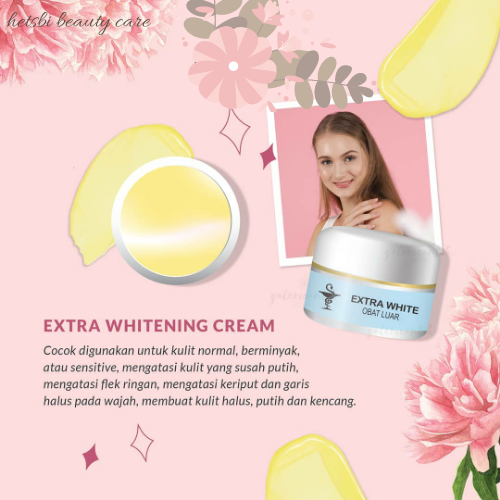 hetsbi beauty care
EXTRA WHITE
OBAT LUAR
EXTRA WHITENING CREAM
Cocok digunakan untuk kulit normal, berminyak,
atau sensitive, mengatasi kulit yang susah putih,
mengatasi flek ringan, mengatasi keriput dan garis
halus pada wajah, membuat kulit halus, putih dan kencang.